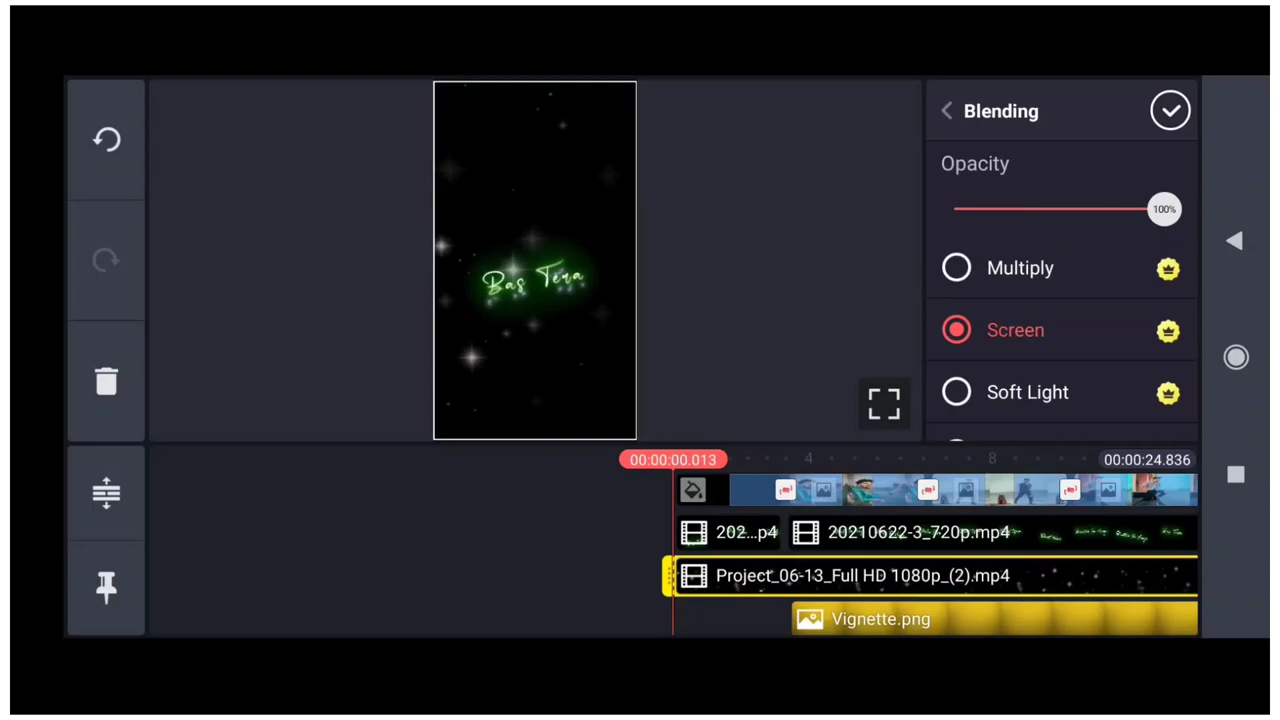 Blending
Opacity
100%
Multiply
Screen
Soft Light
Bas Tera
00:00:00.013
4
8
00:00:24.836
202...p4
20210622-3_720p.mp4
Project_06-13_Full HD 1080p_(2).mp4
Vignette.png